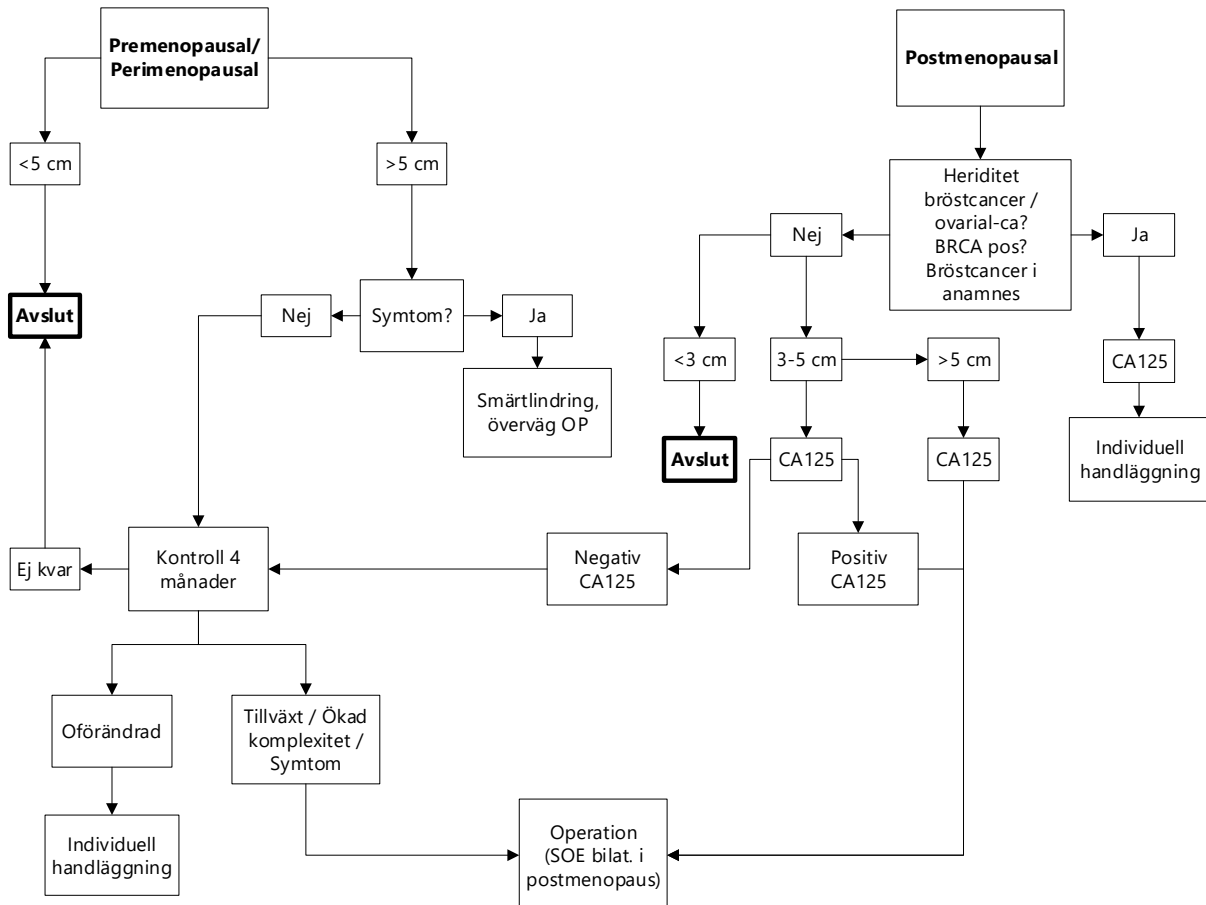 Premenopausal/
Perimenopausal
Postmenopausal
<5 cm
>5 cm
Heriditet
bröstcancer /
ovarial-ca?
BRCA pos?
Bröstcancer i
anamnes
Nej
Ja
Avslut
Nej
Symtom?
Ja
<3 cm
3-5 cm
>5 cm
CA125
Smärtlindring,
överväg OP
Avslut
CA125
CA125
Individuell
handläggning
Ej kvar
Kontroll 4
månader
Negativ
CA125
Positiv
CA125
Oförändrad
Tillväxt / Ökad
komplexitet /
Symtom
Individuell
handläggning
Operation
(SOE bilat. i
postmenopaus)